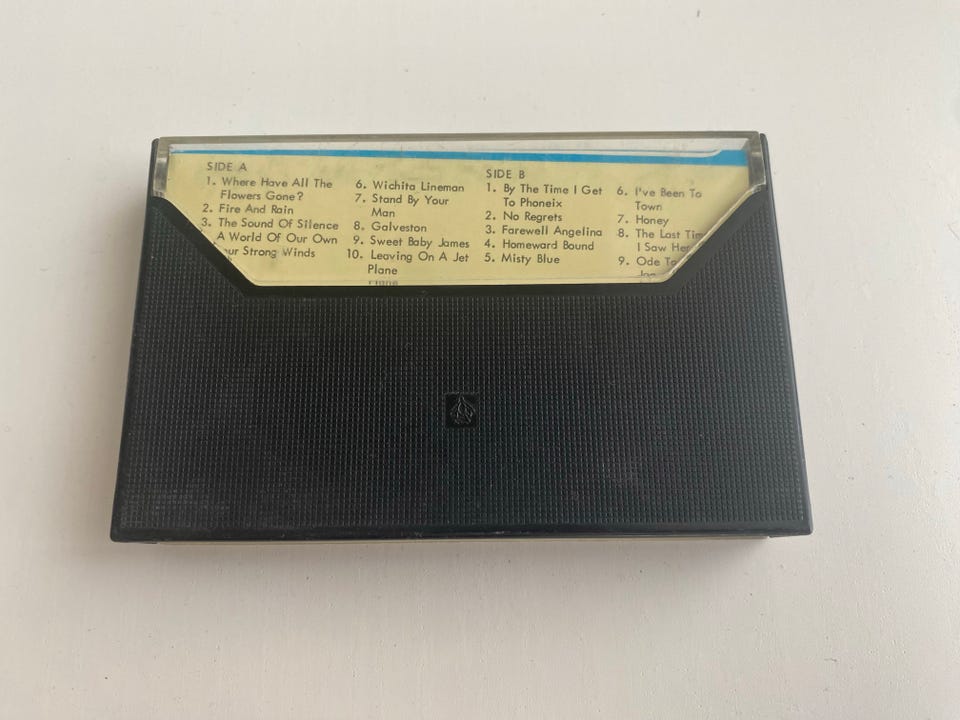 SIDE A
1. Where Have All The
Flowers Gone?
2. Fire And Rain
3. The Sound Of Silence
A World Of Our Own
Strong Winds
6. Wichita Lineman
7. Stand By Your
Man
8. Galveston
9. Sweet Baby James
10. Leaving On A Jet
Plane
SIDE B
1. By The Time I Get
To Phoneix
2. No Regrets
3. Farewell Angelina
4. Homeward Bound
5. Misty Blue
6. I've Been To
Town
7. Honey
8. The Last
I Saw Her
9. Ode To